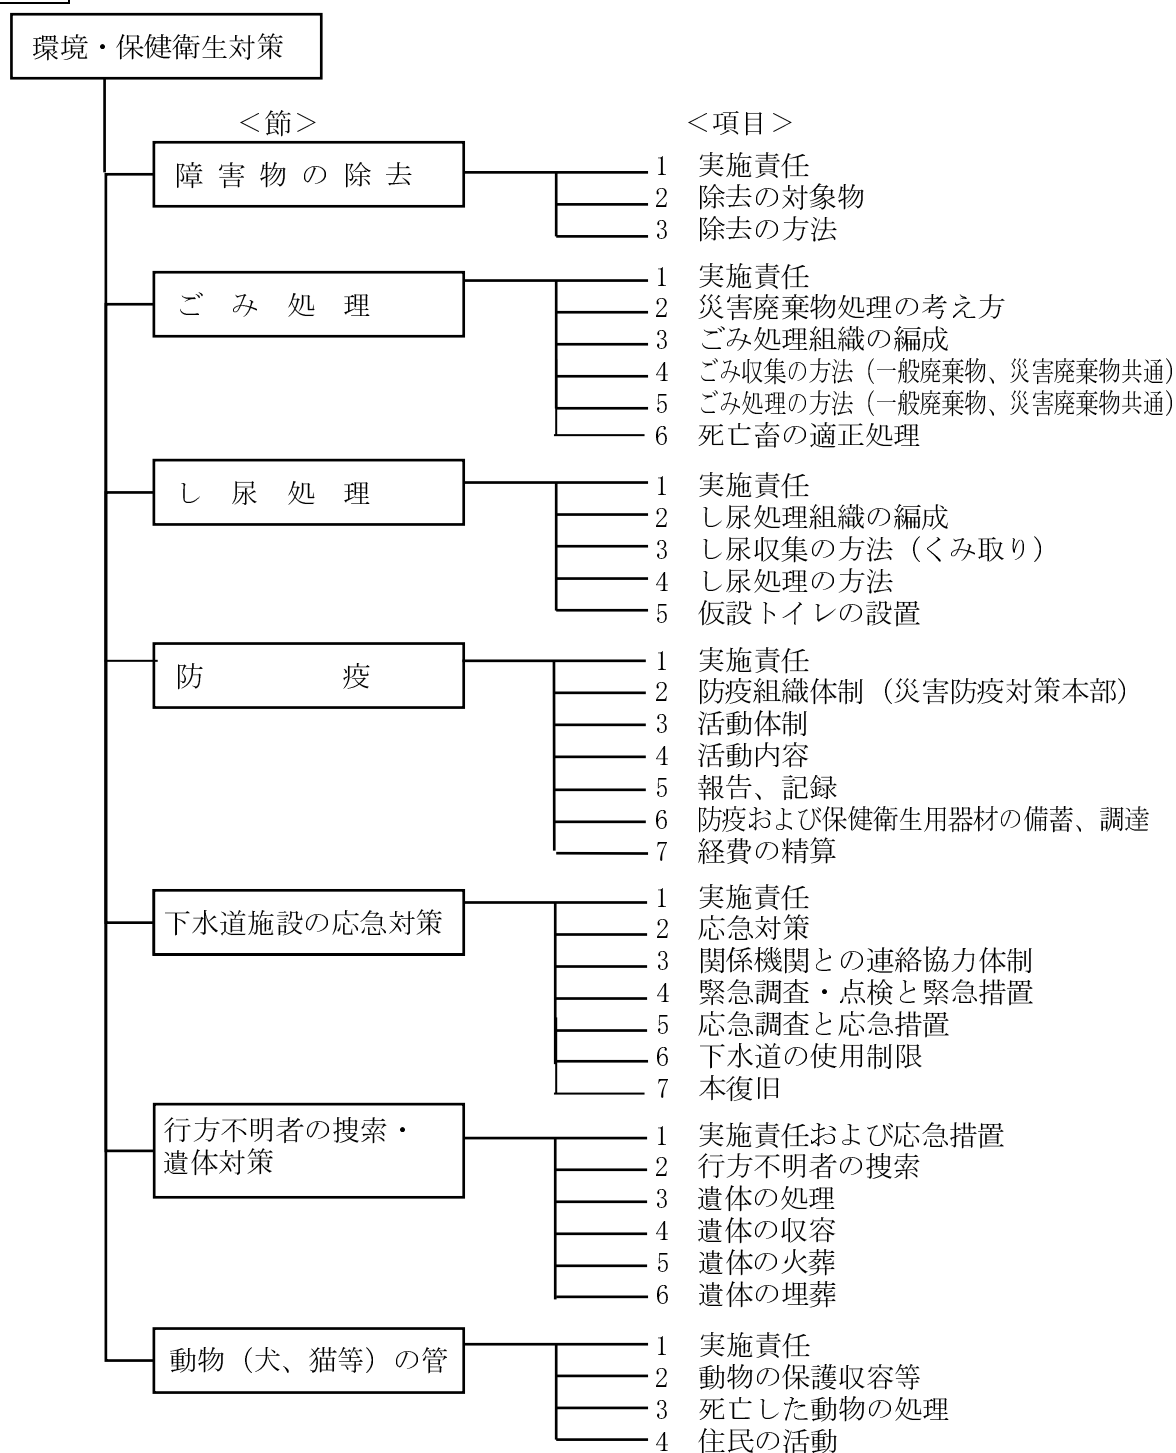 環境・保健衛生対策
＜節＞
＜項目＞
障害物の除去
1 実施責任
2 除去の対象物
3 除去の方法
ごみ処理
1 実施責任
2 災害廃棄物処理の考え方
3 ごみ処理組織の編成
4 ごみ収集の方法（一般廃棄物、災害廃棄物共通）
5 ごみ処理の方法（一般廃棄物、災害廃棄物共通）
6 死亡畜の適正処理
し尿処理
1 実施責任
2 し尿処理組織の編成
3 し尿収集の方法（くみ取り）
4 し尿処理の方法
5 仮設トイレの設置
防疫
1 実施責任
2 防疫組織体制（災害防疫対策本部）
3 活動体制
4 活動内容
5 報告、記録
6 防疫および保健衛生用器材の備蓄、調達
7 経費の精算
下水道施設の応急対策
1 実施責任
2 応急対策
3 関係機関との連絡協力体制
4 緊急調査・点検と緊急措置
5 応急調査と応急措置
6 下水道の使用制限
7 本復旧
行方不明者の捜索・
遺体対策
1 実施責任および応急措置
2 行方不明者の捜索
3 遺体の処理
4 遺体の収容
5 遺体の火葬
6 遺体の埋葬
動物（犬、猫等）の管
1 実施責任
2 動物の保護収容等
3 死亡した動物の処理
4 住民の活動